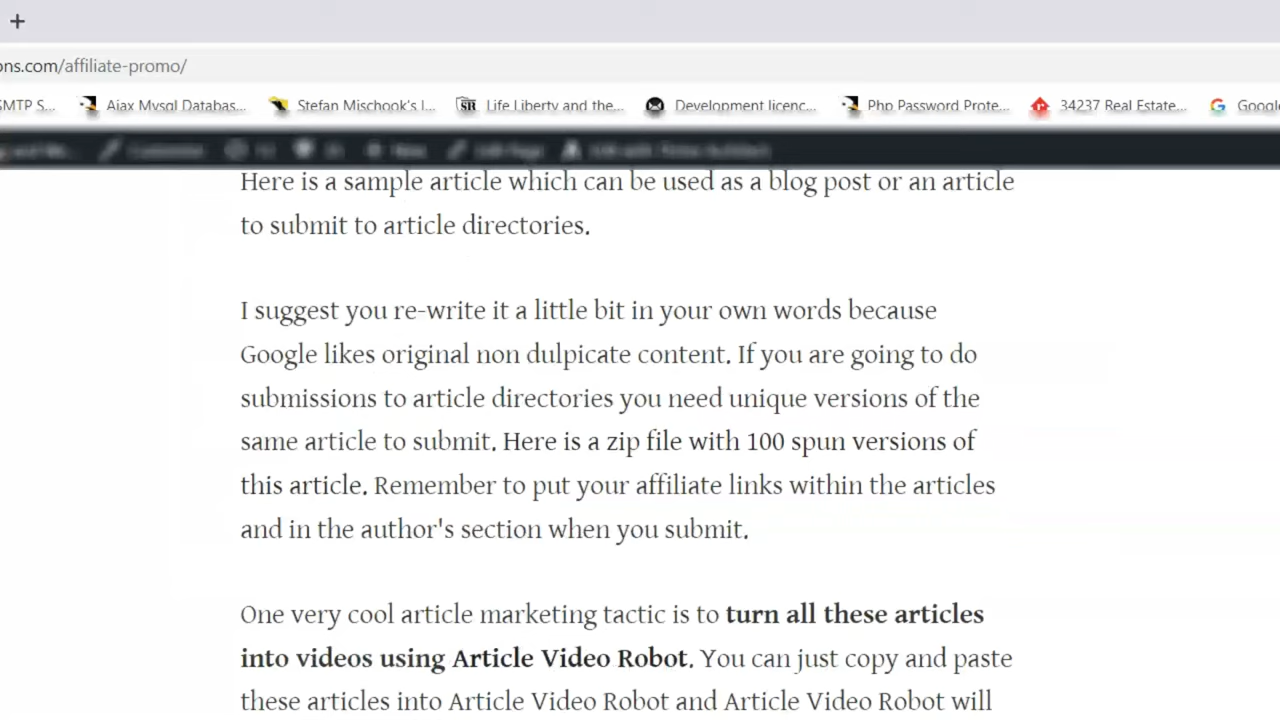 +
ons.com/affiliate-promo/
SMTP S... Ajax Mysql Databas... Stefan Mischook's I... SR Life Liberty and the... Development licenc... Php Password Prote... 34237 Real Estate... G Google
Customize New Edit Page
Here is a sample article which can be used as a blog post or an article
to submit to article directories.
I suggest you re-write it a little bit in your own words because
Google likes original non dulpicate content. If you are going to do
submissions to article directories you need unique versions of the
same article to submit. Here is a zip file with 100 spun versions of
this article. Remember to put your affiliate links within the articles
and in the author's section when you submit.
One very cool article marketing tactic is to turn all these articles
into videos using Article Video Robot. You can just copy and paste
these articles into Article Video Robot and Article Video Robot will